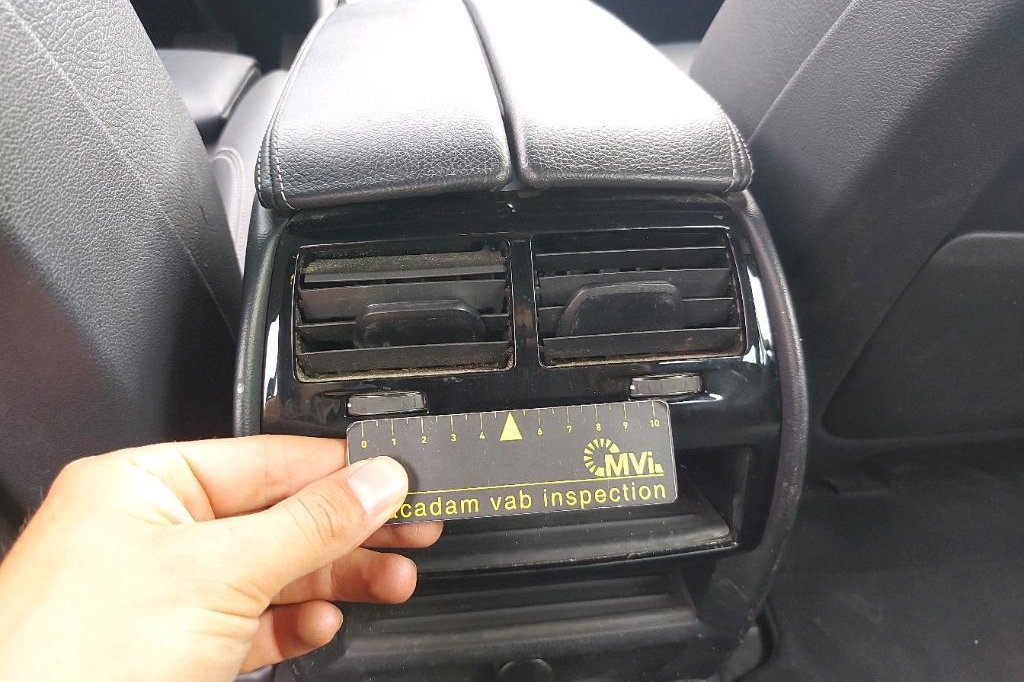 0 1 2 3 4 6 7 8 9 10
MVi
acadam vab inspection